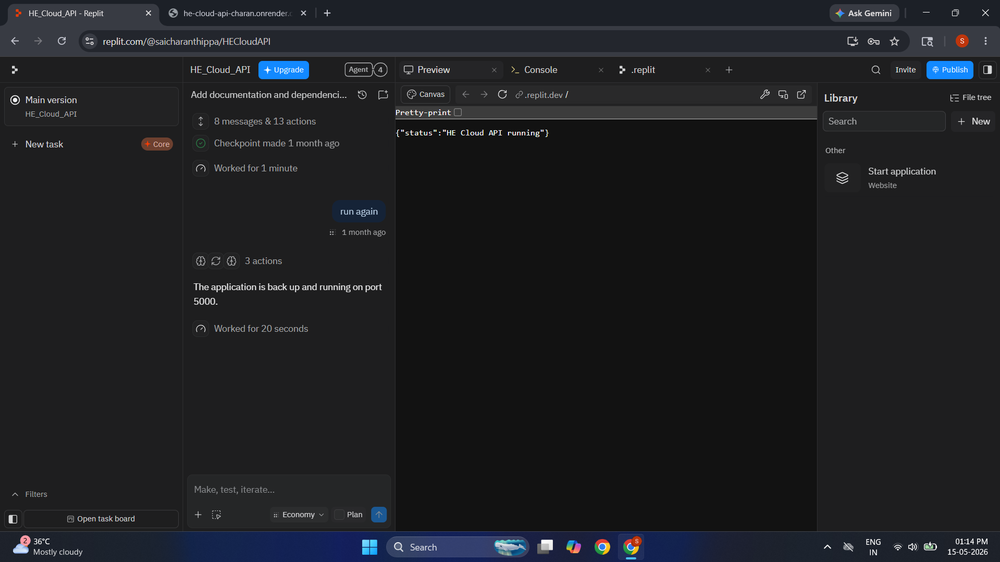 HE_Cloud_API - Replit
he-cloud-api-charan.onrender.c
Ask Gemini
replit.com/@saicharanthippa/HECloudAPI
S
HE_Cloud_API
Upgrade
Agent 4
Preview
Console
.replit
Invite
Publish
Main version
HE_Cloud_API
New task
Core
Add documentation and dependenci...
8 messages & 13 actions
Checkpoint made 1 month ago
Worked for 1 minute
run again
1 month ago
3 actions
The application is back up and running on port
5000.
Worked for 20 seconds
Canvas
.replit.dev /
Pretty-print
{"status":"HE Cloud API running"}
Library
File tree
Search
New
Other
Start application
Website
Filters
Open task board
Make, test, iterate...
Economy
Plan
2
36°C
Mostly cloudy
Search
S
ENG
IN
01:14 PM
15-05-2026